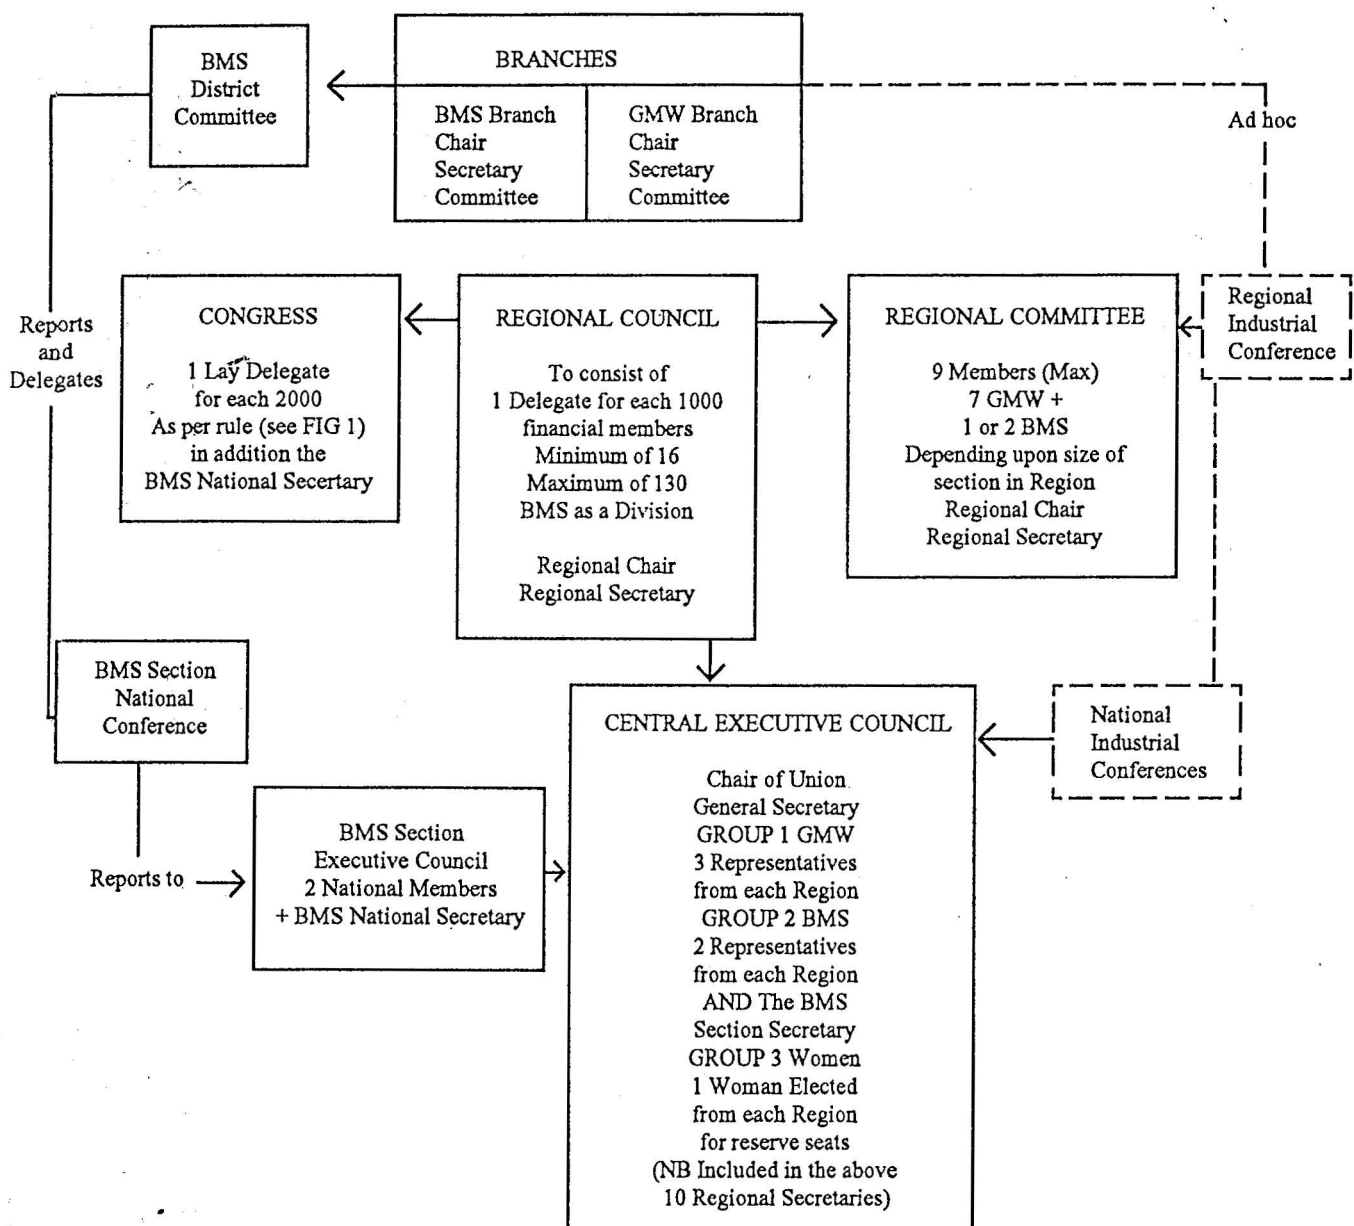 BMS
District
Committee
BRANCHES
BMS Branch
Chair
Secretary
Committee
GMW Branch
Chair
Secretary
Committee
Ad hoc
Reports
and
Delegates
CONGRESS
1 Lay Delegate
for each 2000
As per rule (see FIG 1)
in addition the
BMS National Secertary
REGIONAL COUNCIL
To consist of
1 Delegate for each 1000
financial members
Minimum of 16
Maximum of 130
BMS as a Division
Regional Chair
Regional Secretary
REGIONAL COMMITTEE
9 Members (Max)
7 GMW +
1 or 2 BMS
Depending upon size of
section in Region
Regional Chair
Regional Secretary
Regional
Industrial
Conference
BMS Section
National
Conference
Reports to
BMS Section
Executive Council
2 National Members
+ BMS National Secretary
CENTRAL EXECUTIVE COUNCIL
Chair of Union
General Secretary
GROUP 1 GMW
3 Representatives
from each Region
GROUP 2 BMS
2 Representatives
from each Region
AND The BMS
Section Secretary
GROUP 3 Women
1 Woman Elected
from each Region
for reserve seats
(NB Included in the above
10 Regional Secretaries)
National
Industrial
Conferences